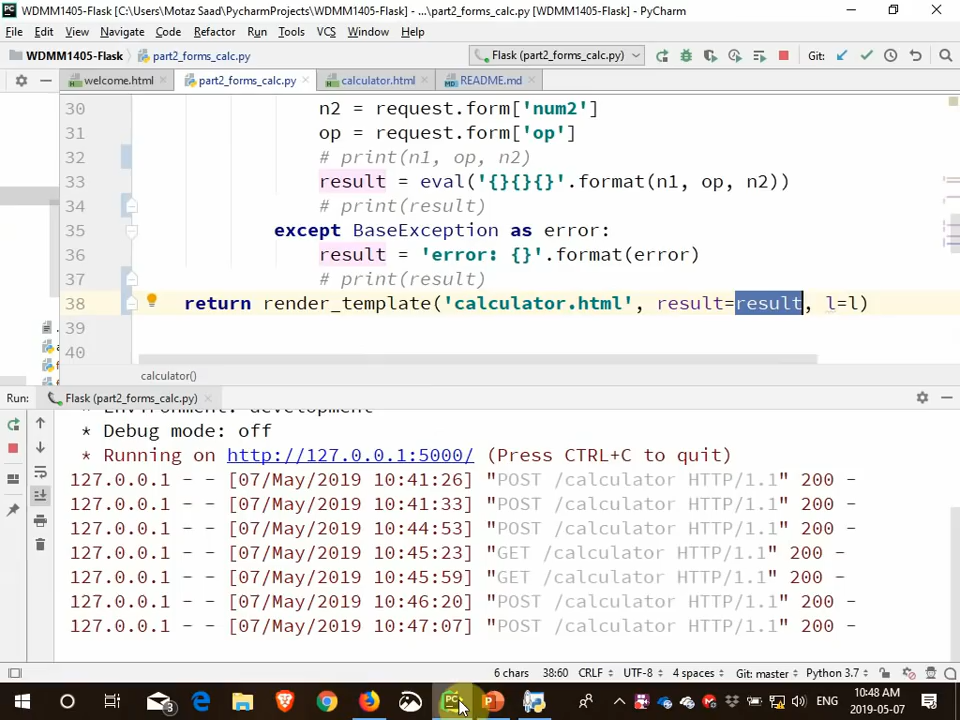 WDMM1405-Flask [C:\Users\Motaz Saad\PycharmProjects\WDMM1405-Flask] - ...\part2_forms_calc.py [WDMM1405-Flask] - PyCharm
File Edit View Navigate Code Refactor Run Tools VCS Window Help
WDMM1405-Flask part2_forms_calc.py Flask (part2_forms_calc.py) Git:
welcome.html part2_forms_calc.py calculator.html README.md
30 n2 = request.form['num2']
31 op = request.form['op']
32 # print(n1, op, n2)
33 result = eval('{}{}{}'.format(n1, op, n2))
34 # print(result)
35 except BaseException as error:
36 result = 'error: {}'.format(error)
37 # print(result)
38 return render_template('calculator.html', result=result, l=l)
39
40
calculator()
Run: Flask (part2_forms_calc.py)
* Environment: development
* Debug mode: off
* Running on http://127.0.0.1:5000/ (Press CTRL+C to quit)
127.0.0.1 - - [07/May/2019 10:41:26] "POST /calculator HTTP/1.1" 200 -
127.0.0.1 - - [07/May/2019 10:41:33] "POST /calculator HTTP/1.1" 200 -
127.0.0.1 - - [07/May/2019 10:44:53] "POST /calculator HTTP/1.1" 200 -
127.0.0.1 - - [07/May/2019 10:45:23] "GET /calculator HTTP/1.1" 200 -
127.0.0.1 - - [07/May/2019 10:45:59] "GET /calculator HTTP/1.1" 200 -
127.0.0.1 - - [07/May/2019 10:46:20] "POST /calculator HTTP/1.1" 200 -
127.0.0.1 - - [07/May/2019 10:47:07] "POST /calculator HTTP/1.1" 200 -
6 chars 38:60 CRLF UTF-8 4 spaces Git: master Python 3.7
3 PC ENG 10:48 AM
2019-05-07